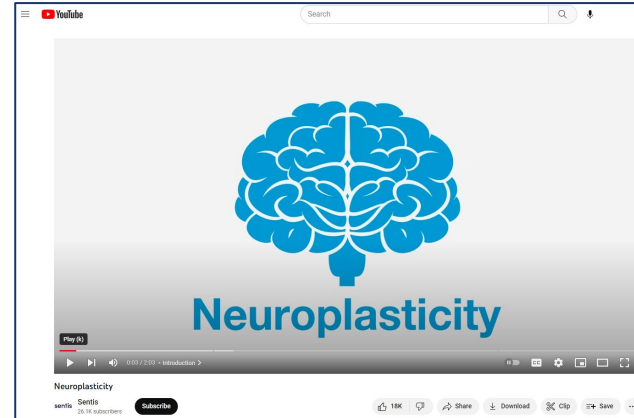 YouTube
Search
Neuroplasticity
Play (k)
0:03 / 2:03 • Introduction >
CC
Neuroplasticity
sentis
Sentis
26.1K subscribers
Subscribe
18K
Share
Download
Clip
Save